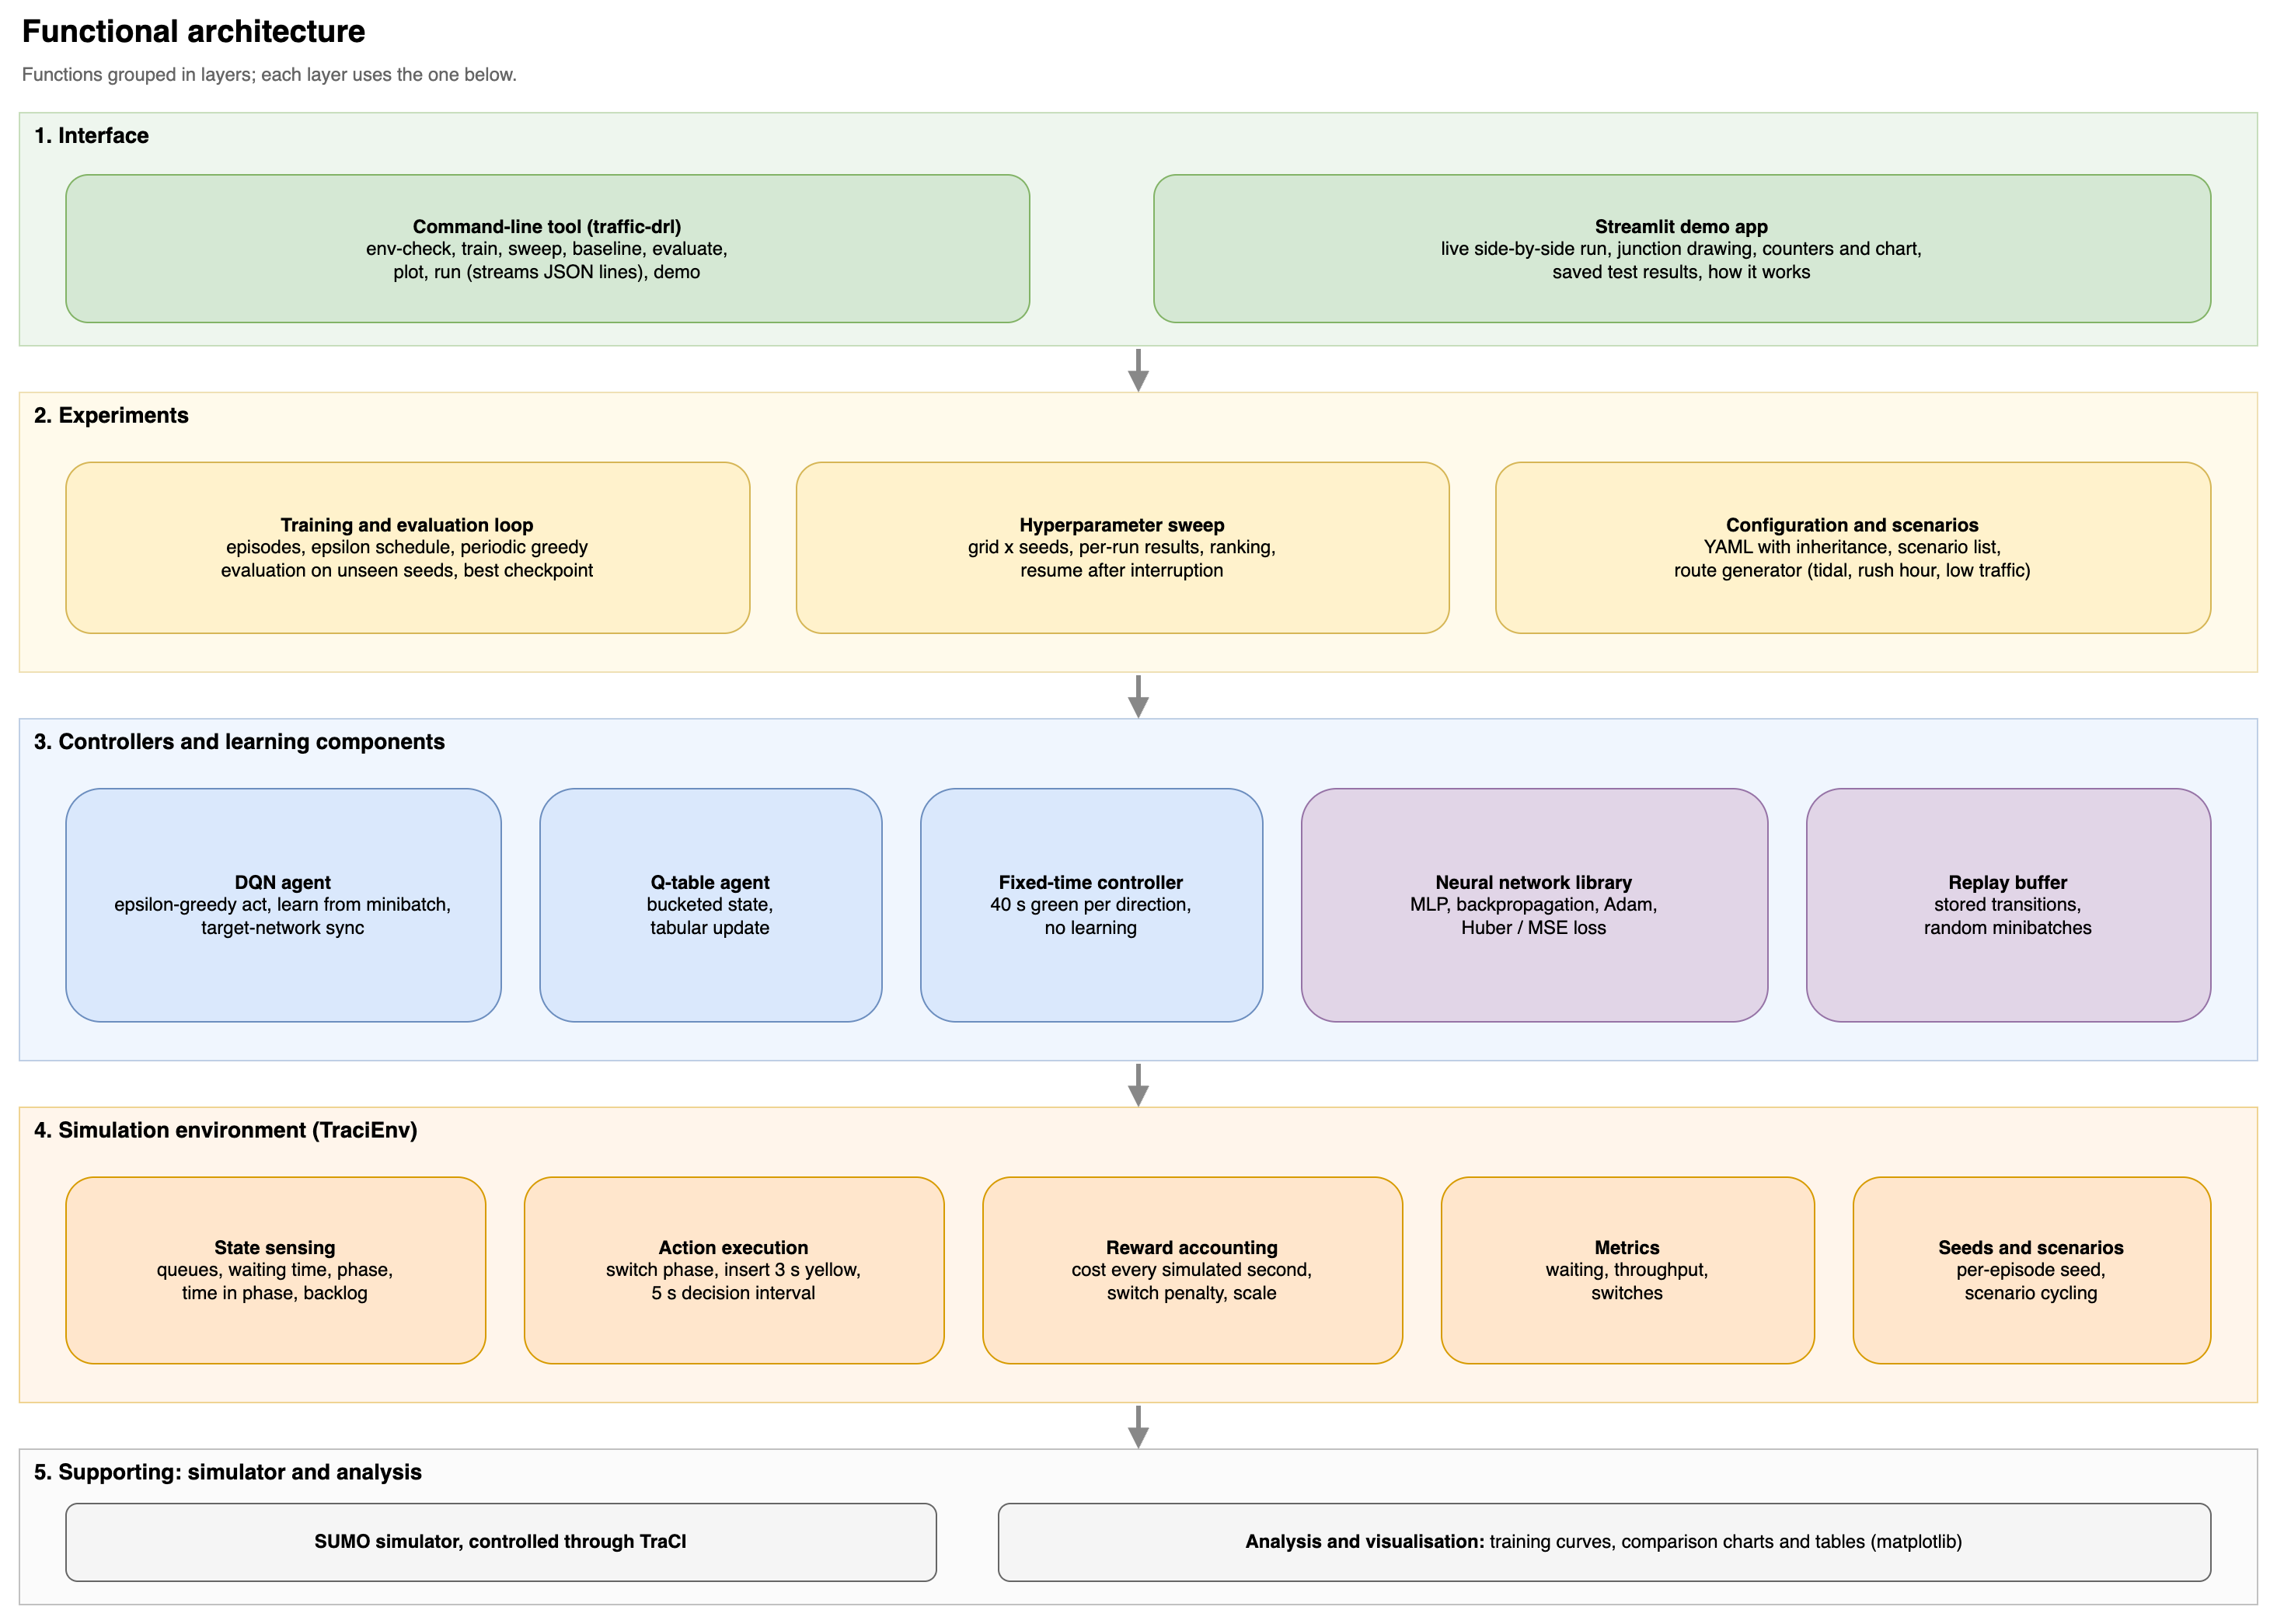 Functional architecture
Functions grouped in layers; each layer uses the one below.
1. Interface
Command-line tool (traffic-drl)
env-check, train, sweep, baseline, evaluate,
plot, run (streams JSON lines), demo
Streamlit demo app
live side-by-side run, junction drawing, counters and chart,
saved test results, how it works
2. Experiments
Training and evaluation loop
episodes, epsilon schedule, periodic greedy
evaluation on unseen seeds, best checkpoint
Hyperparameter sweep
grid x seeds, per-run results, ranking,
resume after interruption
Configuration and scenarios
YAML with inheritance, scenario list,
route generator (tidal, rush hour, low traffic)
3. Controllers and learning components
DQN agent
epsilon-greedy act, learn from minibatch,
target-network sync
Q-table agent
bucketed state,
tabular update
Fixed-time controller
40 s green per direction,
no learning
Neural network library
MLP, backpropagation, Adam,
Huber / MSE loss
Replay buffer
stored transitions,
random minibatches
4. Simulation environment (TraciEnv)
State sensing
queues, waiting time, phase,
time in phase, backlog
Action execution
switch phase, insert 3 s yellow,
5 s decision interval
Reward accounting
cost every simulated second,
switch penalty, scale
Metrics
waiting, throughput,
switches
Seeds and scenarios
per-episode seed,
scenario cycling
5. Supporting: simulator and analysis
SUMO simulator, controlled through TraCI
Analysis and visualisation: training curves, comparison charts and tables (matplotlib)